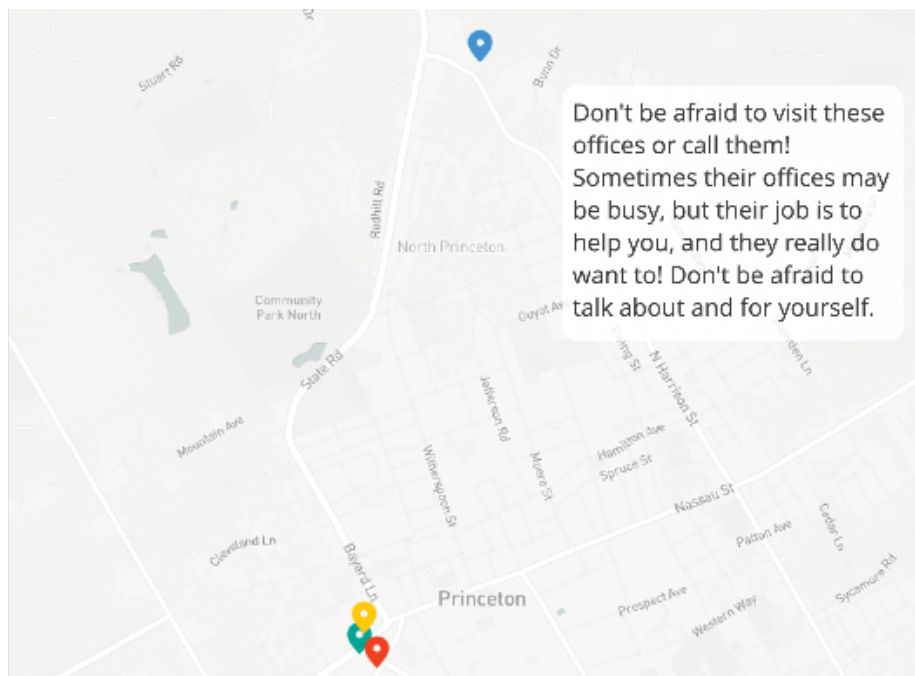 Stuart Rd
Bunn Dr
Don't be afraid to visit these
offices or call them!
Sometimes their offices may
be busy, but their job is to
help you, and they really do
want to! Don't be afraid to
talk about and for yourself.
Redhill Rd
North Princeton
Community
Park North
Guyot Av
State Rd
N Harrison St
Jefferson Rd
Mountain Ave
Hamilton Ave
Spruce St
Witherspoon St
Moore St
Nassau St
Cleveland Ln
Patton Ave
Cedar Ln
Bayard Ln
Princeton
Prospect Ave
Western Way
Sycamore Rd